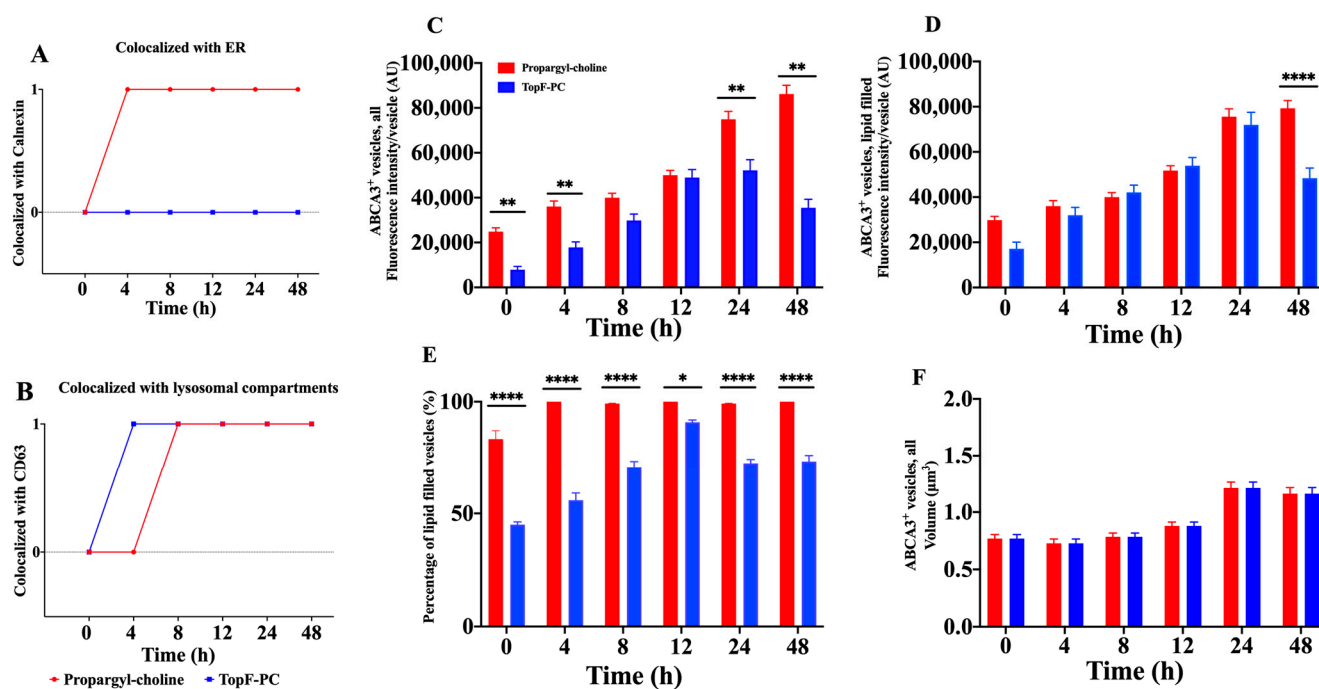 A
Colocalized with ER
Colocalized with Calnexin
1
0
0 4 8 12 24 48
Time (h)
B
Colocalized with lysosomal compartments
Colocalized with CD63
1
0
0 4 8 12 24 48
Time (h)
Propargyl-choline TopF-PC
C
ABCA3+ vesicles, all
Fluorescence intensity/vesicle (AU)
100,000
80,000
60,000
40,000
20,000
0
Propargyl-choline
TopF-PC
** ** ** **
0 4 8 12 24 48
Time (h)
D
ABCA3+ vesicles, lipid filled
Fluorescence intensity/vesicle (AU)
100,000
80,000
60,000
40,000
20,000
0
****
0 4 8 12 24 48
Time (h)
E
Percentage of lipid filled vesicles (%)
100
50
0
**** **** **** * **** ****
0 4 8 12 24 48
Time (h)
F
ABCA3+ vesicles, all
Volume (µm³)
2.0
1.5
1.0
0.5
0.0
0 4 8 12 24 48
Time (h)